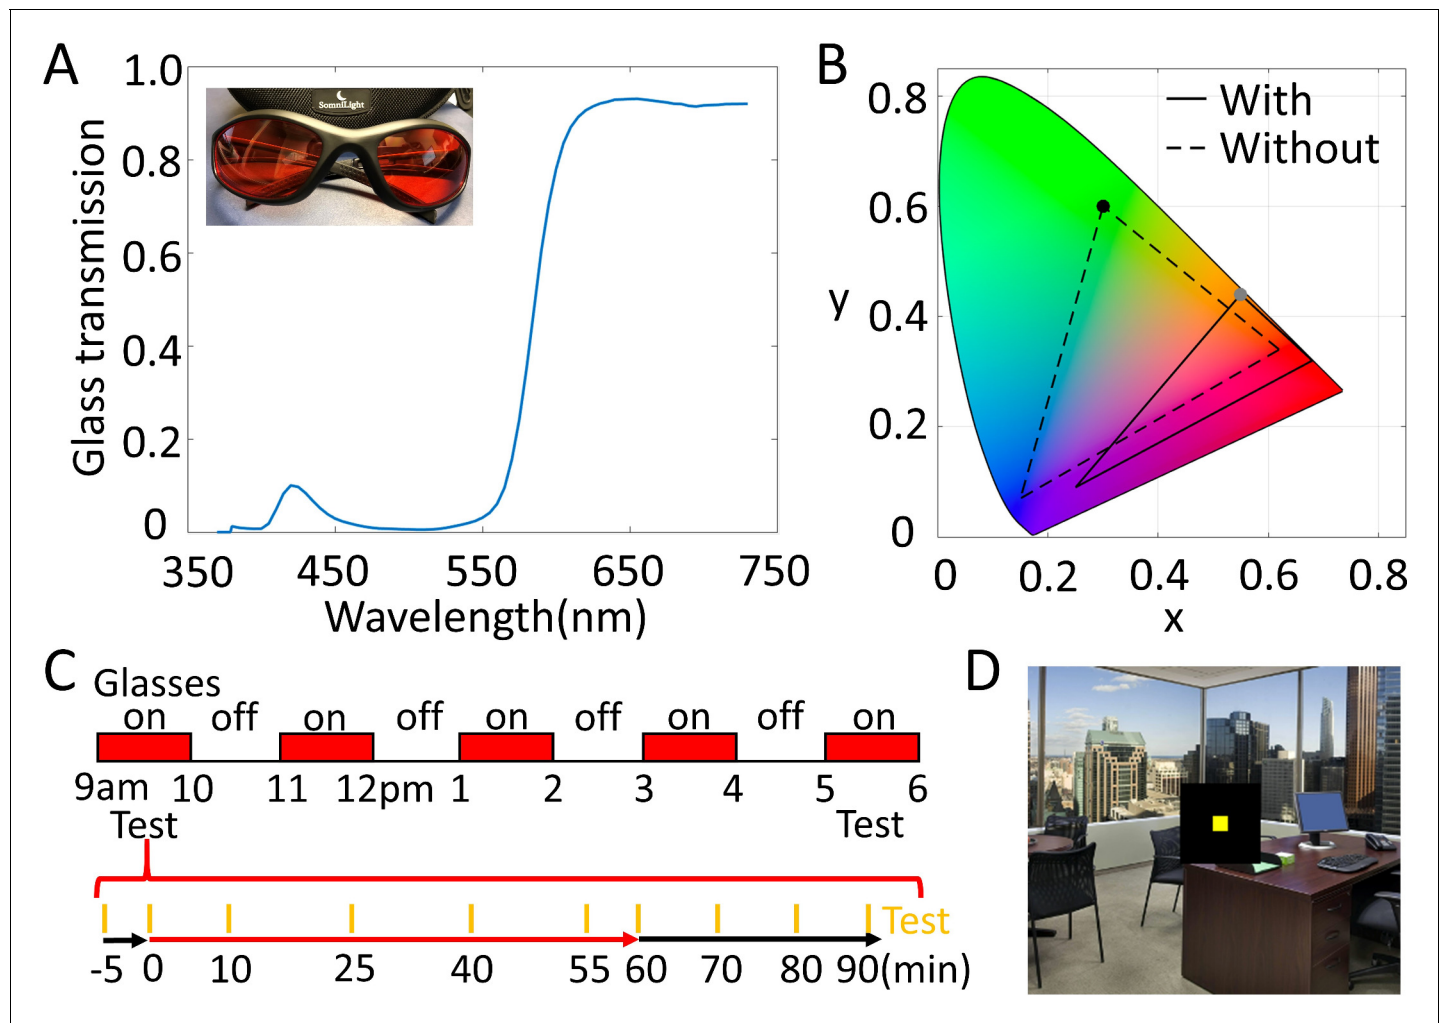 A
1.0
0.8
0.6
0.4
0.2
0
Glass transmission
SomniLight
350 450 550 650 750
Wavelength(nm)
B
0.8
0.6
0.4
0.2
0
y
With
Without
0 0.2 0.4 0.6 0.8
x
C
Glasses
on off on off on off on off on
9am 10 11 12pm 1 2 3 4 5 6
Test Test
Test
-5 0 10 25 40 55 60 70 80 90(min)
D